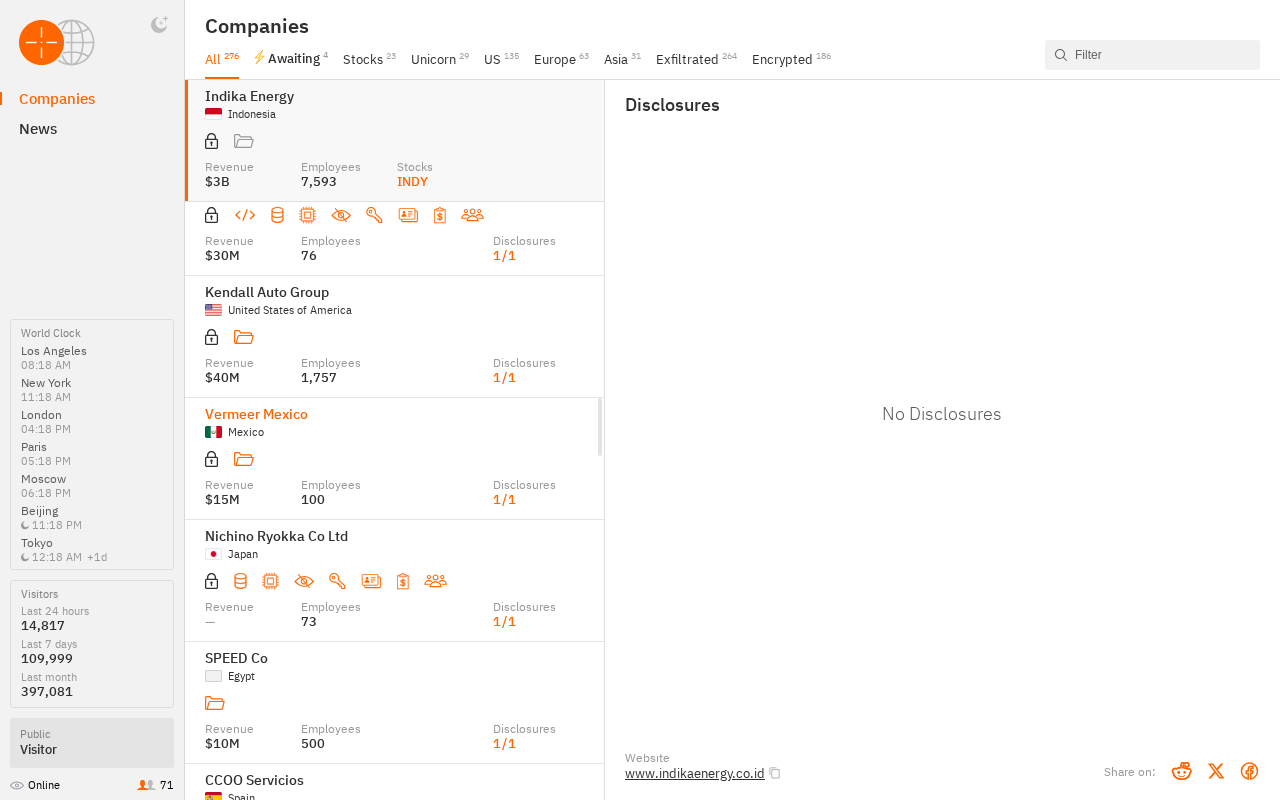 Companies
News
World Clock
Los Angeles
08:18 AM
New York
11:18 AM
London
04:18 PM
Paris
05:18 PM
Moscow
06:18 PM
Beijing
11:18 PM
Tokyo
12:18 AM +1d
Visitors
Last 24 hours
14,817
Last 7 days
109,999
Last month
397,081
Public
Visitor
Online
71
Companies
All 276
Awaiting 4
Stocks 23
Unicorn 29
US 135
Europe 63
Asia 31
Exfiltrated 264
Encrypted 186
Filter
Indika Energy
Indonesia
Revenue Employees Stocks
$3B 7,593 INDY
Revenue Employees Disclosures
$30M 76 1/1
Kendall Auto Group
United States of America
Revenue Employees Disclosures
$40M 1,757 1/1
Vermeer Mexico
Mexico
Revenue Employees Disclosures
$15M 100 1/1
Nichino Ryokka Co Ltd
Japan
Revenue Employees Disclosures
— 73 1/1
SPEED Co
Egypt
Revenue Employees Disclosures
$10M 500 1/1
CCOO Servicios
Spain
Disclosures
No Disclosures
Website
www.indikaenergy.co.id
Share on: